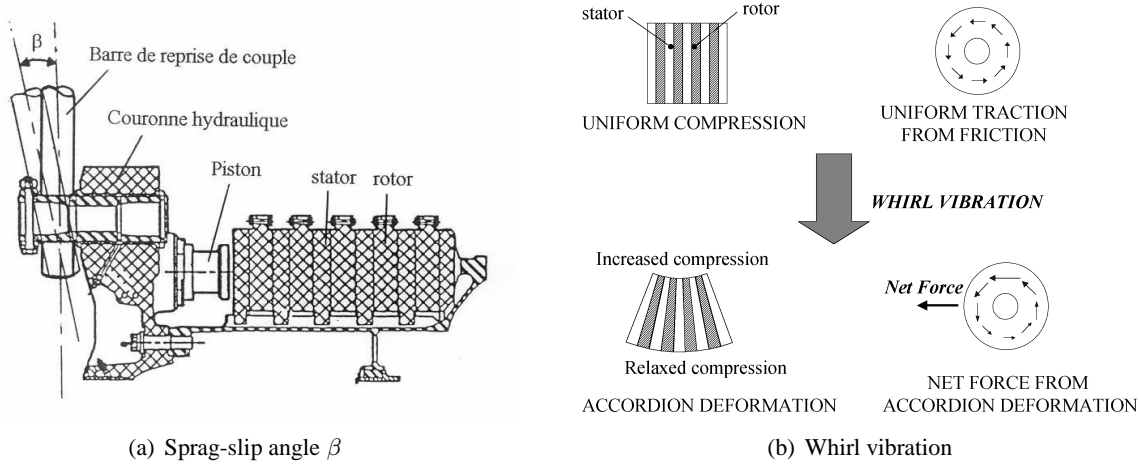 β
Barre de reprise de couple
Couronne hydraulique
Piston
stator
rotor
(a) Sprag-slip angle β
stator
rotor
UNIFORM COMPRESSION
UNIFORM TRACTION
FROM FRICTION
WHIRL VIBRATION
Increased compression
Relaxed compression
ACCORDION DEFORMATION
Net Force
NET FORCE FROM
ACCORDION DEFORMATION
(b) Whirl vibration